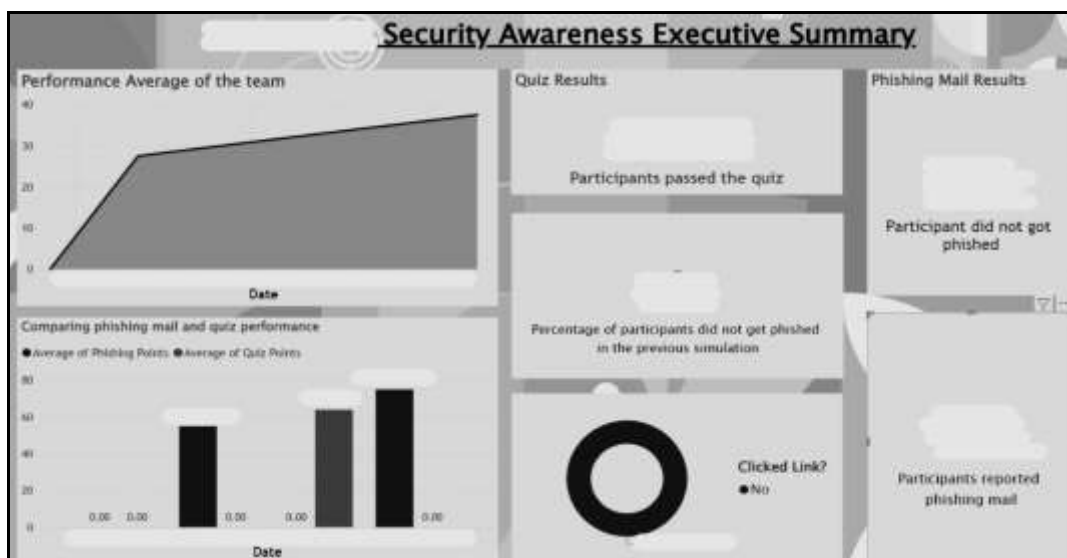 Security Awareness Executive Summary
Performance Average of the team
40
30
20
10
0
Date
Quiz Results
Participants passed the quiz
Phishing Mail Results
Participant did not got
phished
Percentage of participants did not get phished
in the previous simulation
Comparing phishing mail and quiz performance
Average of Phishing Points Average of Quiz Points
80
60
40
20
0
0.00 0.00 0.00 0.00 0.00
Date
Clicked Link?
No
Participants reported
phishing mail